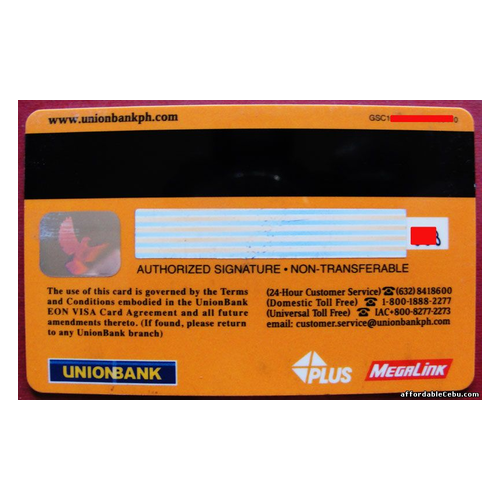 www.unionbankph.com
GSC1
AUTHORIZED SIGNATURE • NON-TRANSFERABLE
The use of this card is governed by the Terms
and Conditions embodied in the UnionBank
EON VISA Card Agreement and all future
amendments thereto. (If found, please return
to any UnionBank branch)
(24-Hour Customer Service) ☎ (632) 8418600
(Domestic Toll Free) ☎ 1-800-1888-2277
(Universal Toll Free) ☎ IAC+800-8277-2273
email: customer.service@unionbankph.com
UNIONBANK
PLUS
MEGALINK
affordableCebu.com